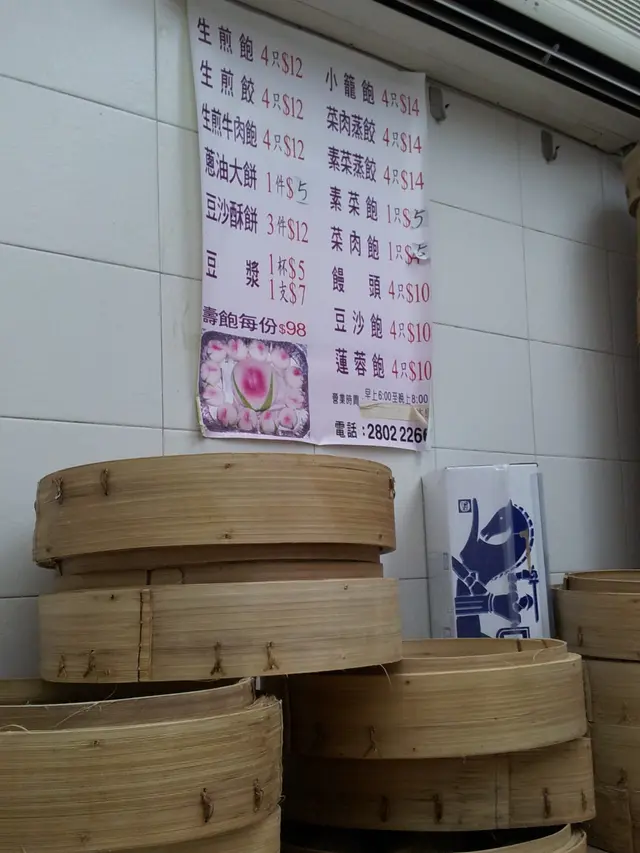 生煎飽 4只$12
生煎餃 4只$12
生煎牛肉飽 4只$12
蔥油大餅 1件$5
豆沙酥餅 3件$12
豆漿 1杯$5
1支$7
壽飽每份$98
小籠飽 4只$14
菜肉蒸餃 4只$14
素菜蒸餃 4只$14
素菜飽 1只$5
菜肉飽 1只$5
饅頭 4只$10
豆沙飽 4只$10
蓮蓉飽 4只$10
營業時間 早上6:00至晚上8:00
電話:2802 2266